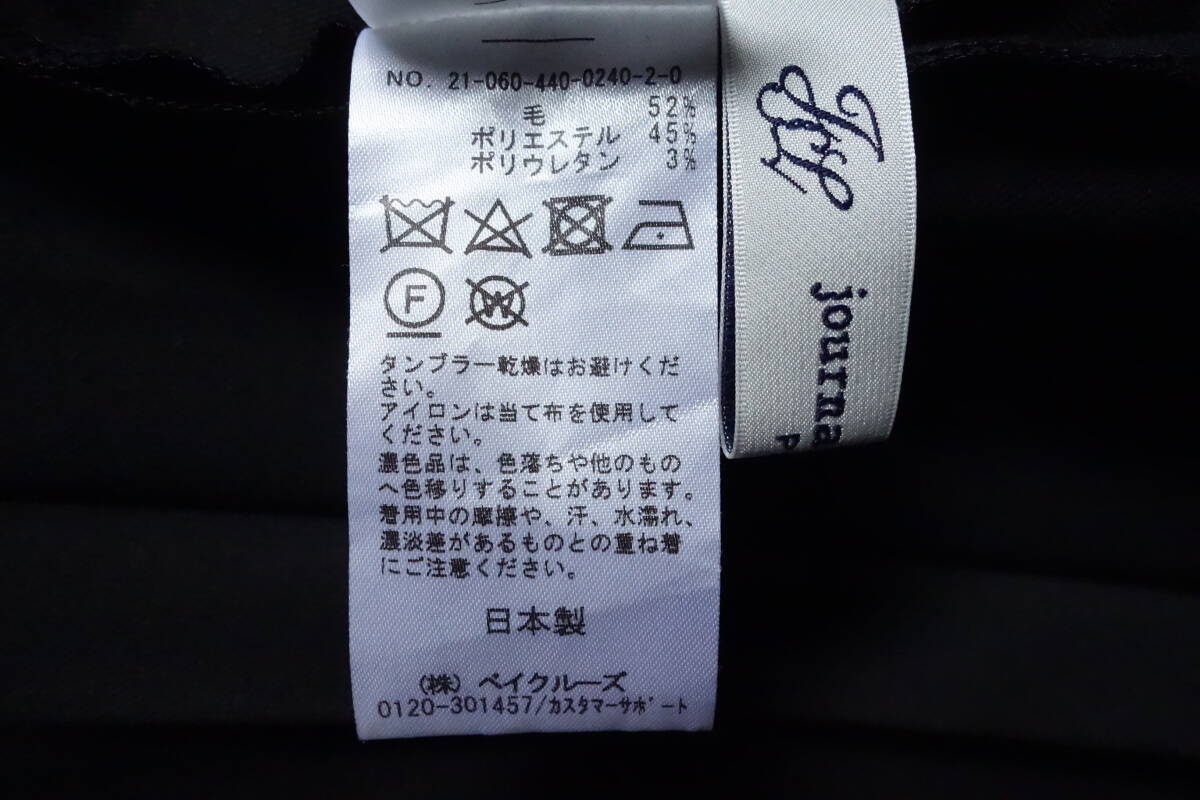 NO. 21-060-440-0240-2-0
毛 52%
ポリエステル 45%
ポリウレタン 3%
F
W
タンブラー乾燥はお避けくだ
さい。
アイロンは当て布を使用して
ください。
濃色品は、色落ちや他のもの
へ色移りすることがあります。
着用中の摩擦や、汗、水濡れ、
濃淡差があるものとの重ね着
にご注意ください。
日本製
(株) ベイクルーズ
0120-301457/カスタマーサポート
journa
P